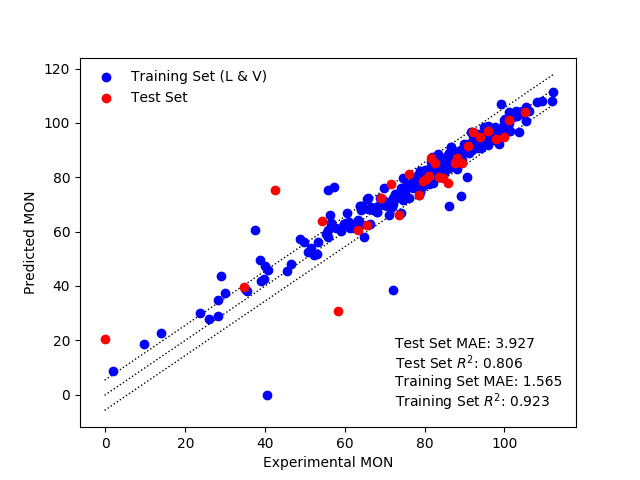 Training Set (L & V)
Test Set
120
100
80
60
40
20
0
Predicted MON
Test Set MAE: 3.927
Test Set R²: 0.806
Training Set MAE: 1.565
Training Set R²: 0.923
0 20 40 60 80 100
Experimental MON